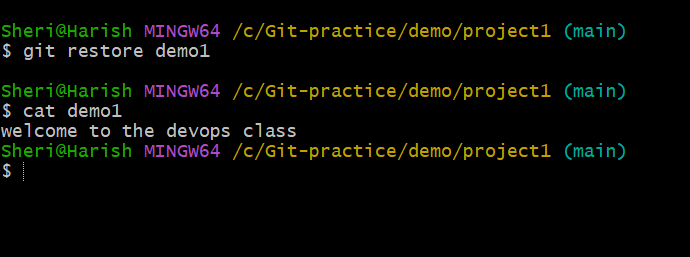 Sheri@Harish MINGW64 /c/Git-practice/demo/project1 (main)
$ git restore demo1
Sheri@Harish MINGW64 /c/Git-practice/demo/project1 (main)
$ cat demo1
welcome to the devops class
Sheri@Harish MINGW64 /c/Git-practice/demo/project1 (main)
$